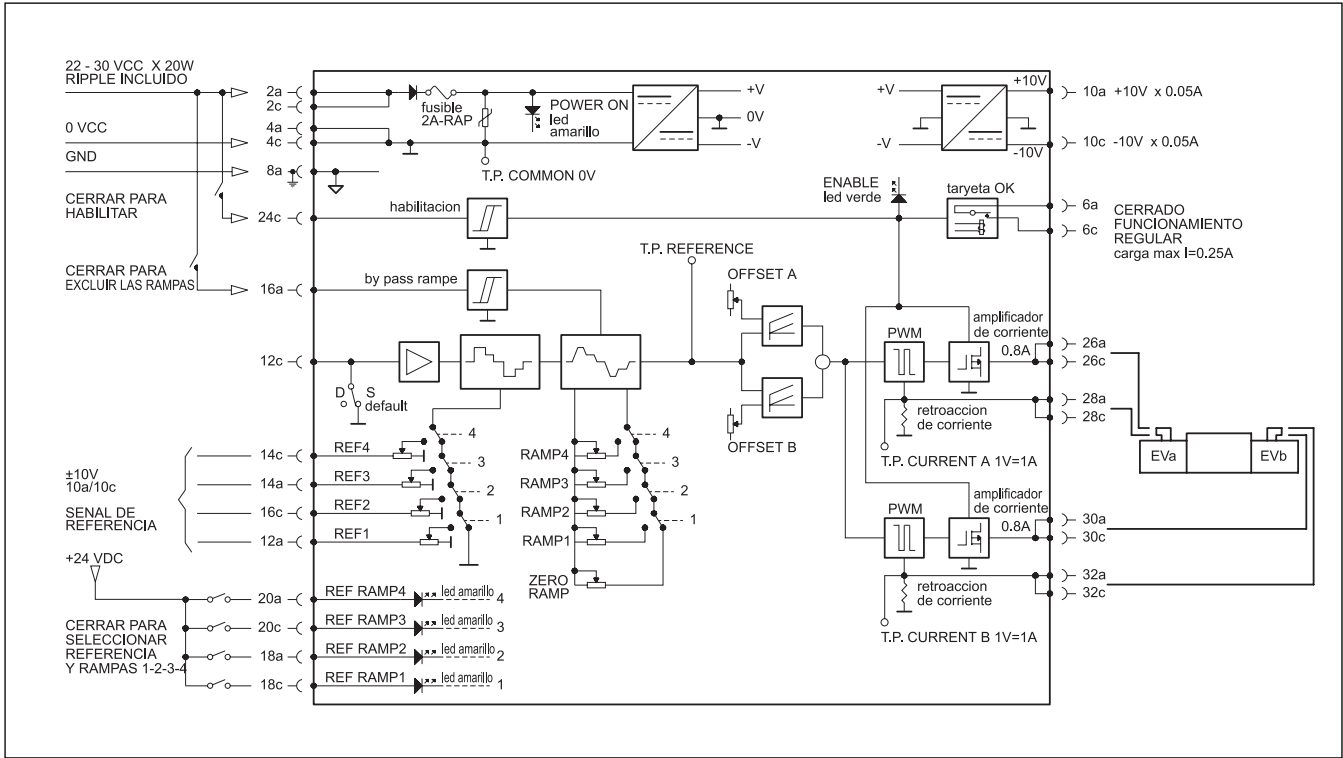 22 - 30 VCC  X 20W
RIPPLE INCLUIDO
2a
2c
0 VCC
4a
4c
GND
8a
CERRAR PARA
HABILITAR
24c
CERRAR PARA
EXCLUIR LAS RAMPAS
16a
12c
fusible
2A-RAP
POWER ON
led
amarillo
T.P. COMMON 0V
+V
0V
-V
+V
-V
+10V
-10V
10a +10V x 0.05A
10c -10V x 0.05A
habilitacion
ENABLE
led verde
taryeta OK
6a
6c
CERRADO
FUNCIONAMIENTO
REGULAR
carga max I=0.25A
by pass rampe
T.P. REFERENCE
OFFSET A
OFFSET B
D
S
default
PWM
amplificador
de corriente
0.8A
26a
26c
28a
28c
retroaccion
de corriente
T.P. CURRENT A 1V=1A
EVa
EVb
PWM
amplificador
de corriente
0.8A
30a
30c
32a
32c
retroaccion
de corriente
T.P. CURRENT B 1V=1A
±10V
10a/10c
SENAL DE
REFERENCIA
14c
REF4
14a
REF3
16c
REF2
12a
REF1
4
3
2
1
RAMP4
RAMP3
RAMP2
RAMP1
ZERO
RAMP
4
3
2
1
+24 VDC
CERRAR PARA
SELECCIONAR
REFERENCIA
Y RAMPAS 1-2-3-4
20a
REF RAMP4
led amarillo
4
20c
REF RAMP3
led amarillo
3
18a
REF RAMP2
led amarillo
2
18c
REF RAMP1
led amarillo
1